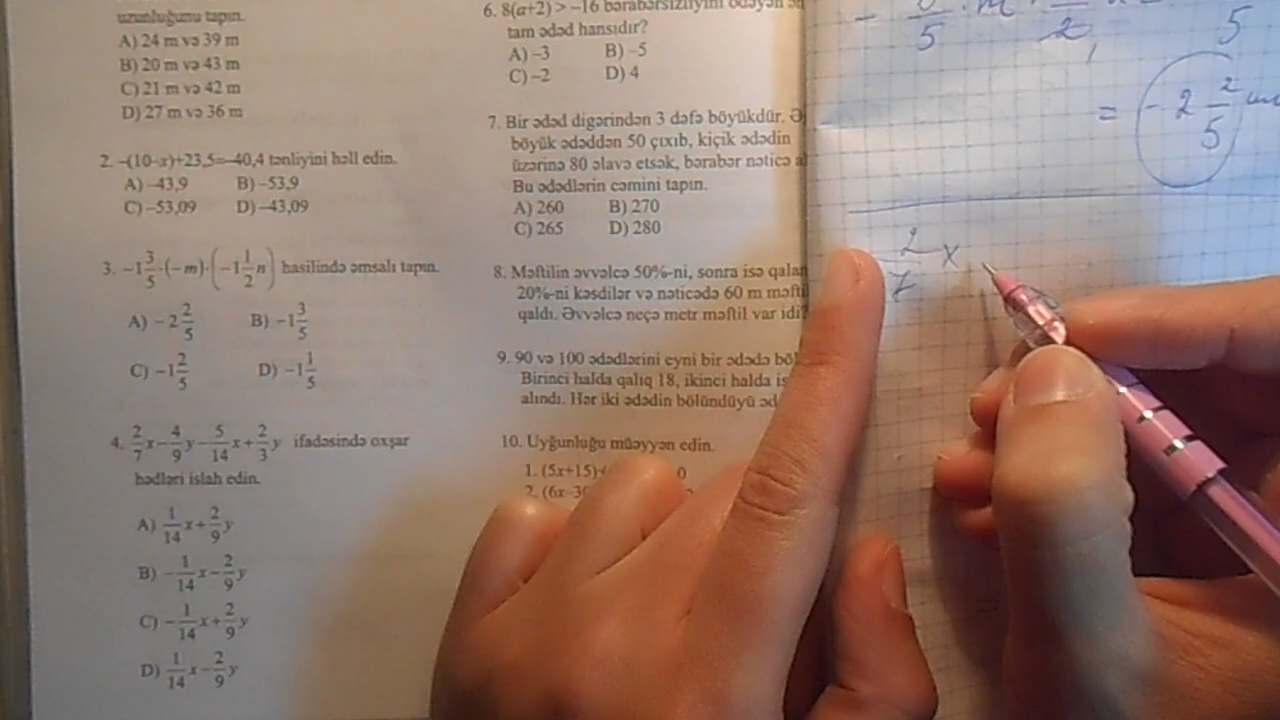 uzunluğunu tapın.
A) 24 m və 39 m
B) 20 m və 43 m
C) 21 m və 42 m
D) 27 m və 36 m
2. –(10–x)+23,5=–40,4 tənliyini həll edin.
A) –43,9 B) –53,9
C) –53,09 D) –43,09
3. –1 3/5 ·(–m)·(–1 1/2 n) hasilində əmsalı tapın.
A) –2 2/5 B) –1 3/5
C) –1 2/5 D) –1 1/5
4. 2/7 x – 4/9 y – 5/14 x + 2/3 y ifadəsində oxşar
hədləri islah edin.
A) 1/14 x + 2/9 y
B) – 1/14 x – 2/9 y
C) – 1/14 x + 2/9 y
D) 1/14 x – 2/9 y
6. 8(a+2) > –16 bərabərsizliyini ödəyən
tam ədəd hansıdır?
A) –3 B) –5
C) –2 D) 4
7. Bir ədəd digərindən 3 dəfə böyükdür.
böyük ədəddən 50 çıxıb, kiçik ədədin
üzərinə 80 əlavə etsək, bərabər nəticə
Bu ədədlərin cəmini tapın.
A) 260 B) 270
C) 265 D) 280
8. Məftilin əvvəlcə 50%-ni, sonra isə
20%-ni kəsdilər və nəticədə 60 m
qaldı. Əvvəlcə neçə metr məftil var idi?
9. 90 və 100 ədədlərini eyni bir ədədə
Birinci halda qalıq 18, ikinci halda
alındı. Hər iki ədədin bölündüyü
10. Uyğunluğu müəyyən edin.
1. (5x+15)
2. (6x–
= –2 2/5
2/7 x